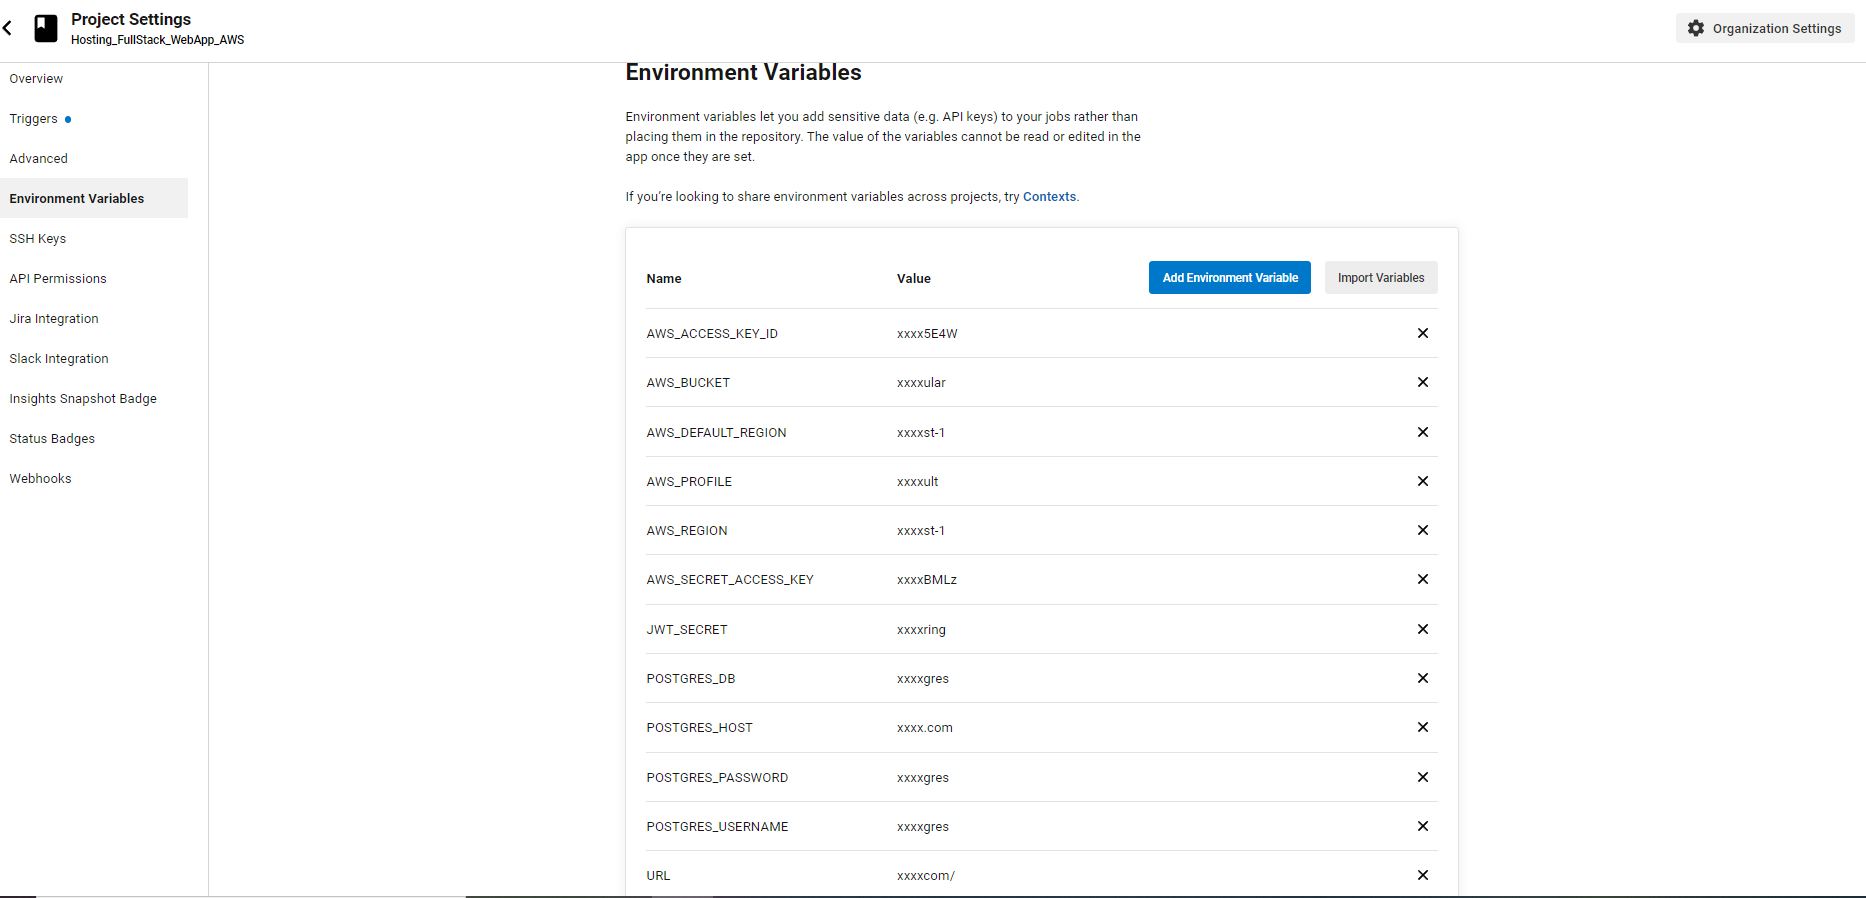 Project Settings
Hosting_FullStack_WebApp_AWS
Organization Settings
Overview
Triggers
Advanced
Environment Variables
SSH Keys
API Permissions
Jira Integration
Slack Integration
Insights Snapshot Badge
Status Badges
Webhooks
Environment Variables
Environment variables let you add sensitive data (e.g. API keys) to your jobs rather than
placing them in the repository. The value of the variables cannot be read or edited in the
app once they are set.
If you're looking to share environment variables across projects, try Contexts.
Name Value Add Environment Variable Import Variables
AWS_ACCESS_KEY_ID xxxx5E4W
AWS_BUCKET xxxxular
AWS_DEFAULT_REGION xxxxst-1
AWS_PROFILE xxxxult
AWS_REGION xxxxst-1
AWS_SECRET_ACCESS_KEY xxxxBMLz
JWT_SECRET xxxxring
POSTGRES_DB xxxxgres
POSTGRES_HOST xxxx.com
POSTGRES_PASSWORD xxxxgres
POSTGRES_USERNAME xxxxgres
URL xxxxcom/